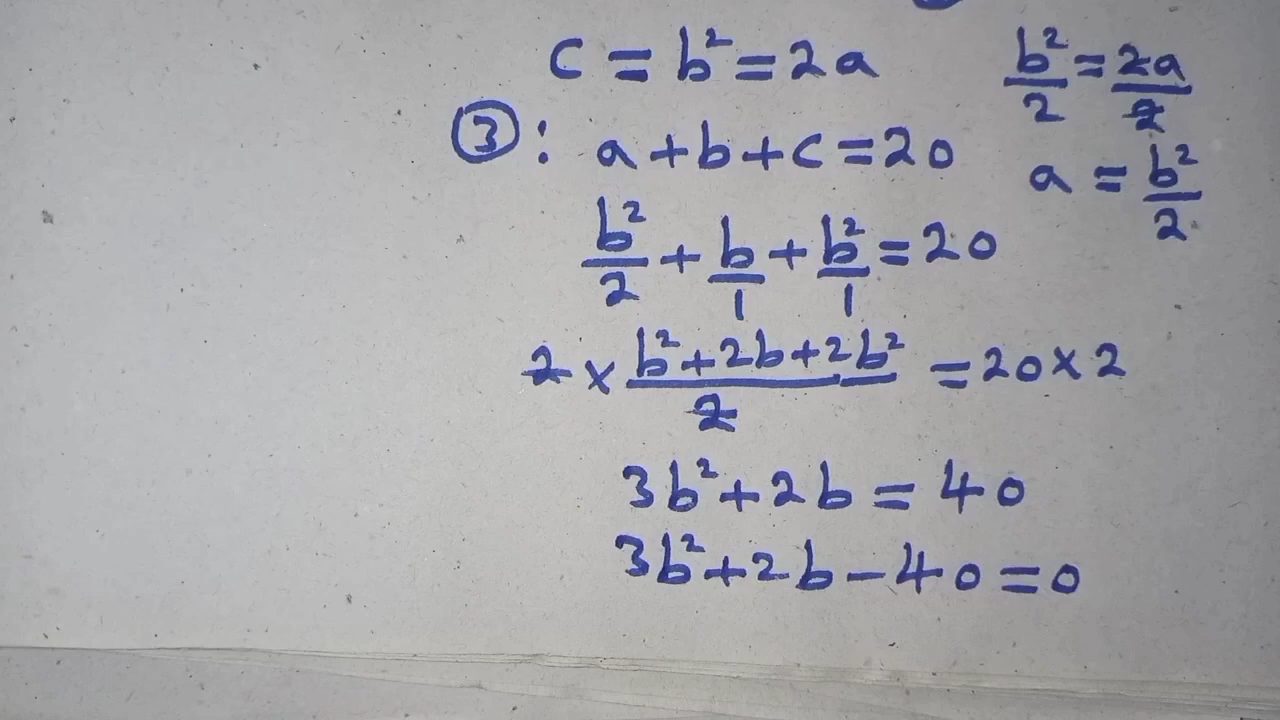 c = b² = 2a
b²/2 = 2a/2
③: a + b + c = 20
a = b²/2
b²/2 + b/1 + b²/1 = 20
2 × (b² + 2b + 2b²)/2 = 20 × 2
3b² + 2b = 40
3b² + 2b - 40 = 0